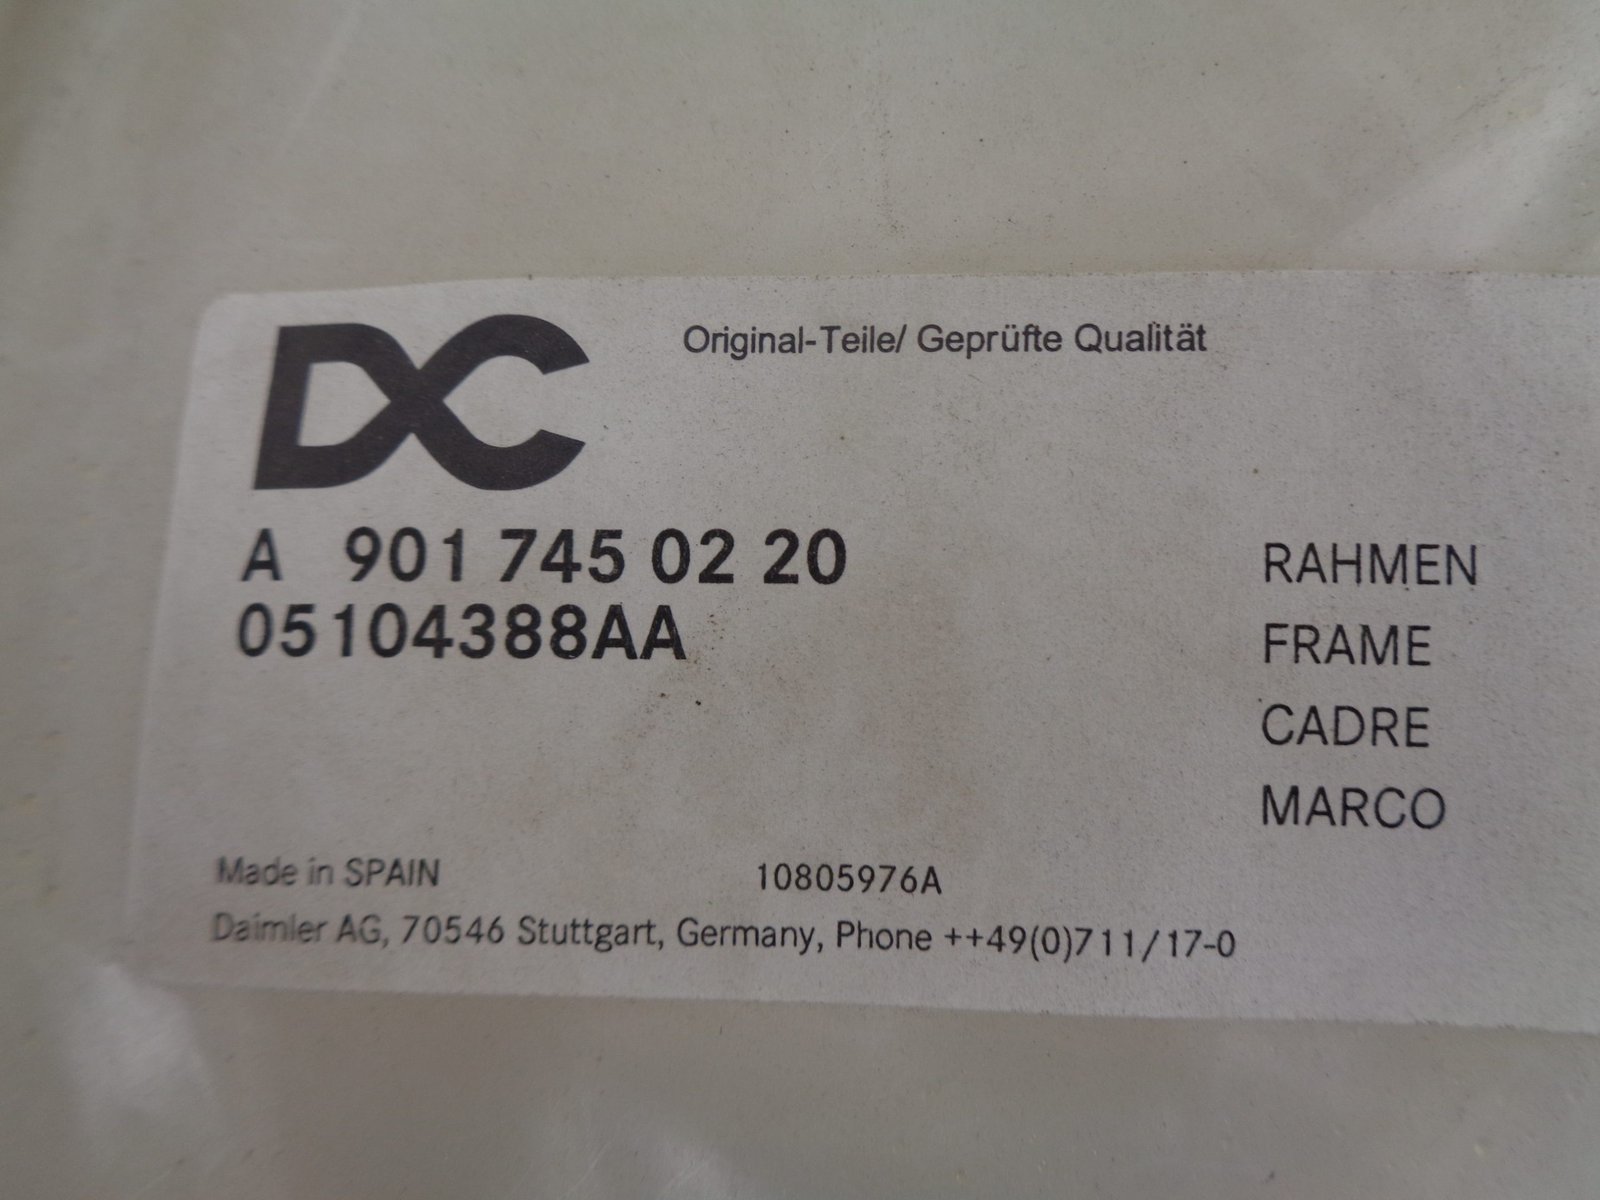 DC
Original-Teile/ Geprüfte Qualität
A 901 745 02 20
05104388AA
RAHMEN
FRAME
CADRE
MARCO
Made in SPAIN
10805976A
Daimler AG, 70546 Stuttgart, Germany, Phone ++49(0)711/17-0